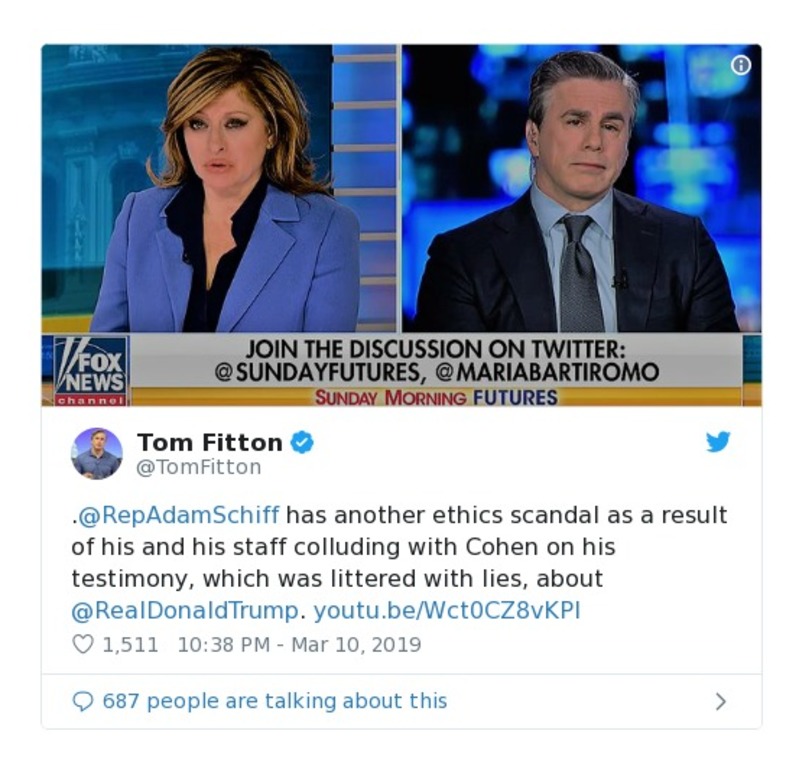 JOIN THE DISCUSSION ON TWITTER:
@SUNDAYFUTURES, @MARIABARTIROMO
FOX
NEWS
channel
SUNDAY MORNING FUTURES
Tom Fitton
@TomFitton
.@RepAdamSchiff has another ethics scandal as a result
of his and his staff colluding with Cohen on his
testimony, which was littered with lies, about
@RealDonaldTrump. youtu.be/Wct0CZ8vKPI
1,511 10:38 PM - Mar 10, 2019
687 people are talking about this